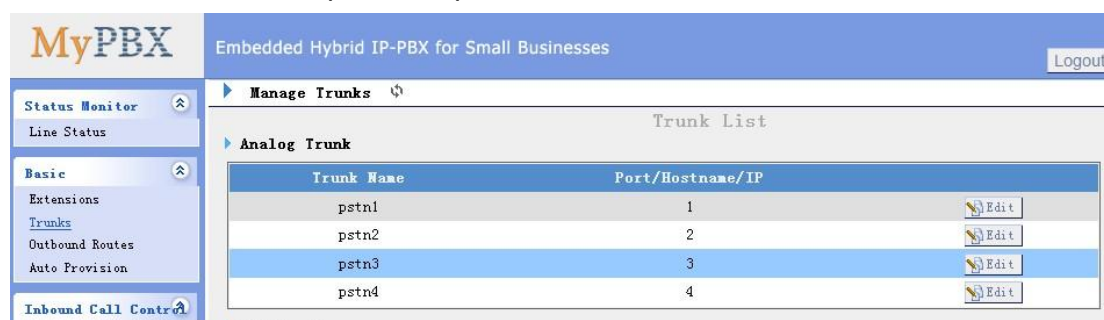 MyPBX
Embedded Hybrid IP-PBX for Small Businesses
Logout
Status Monitor
Line Status
Basic
Extensions
Trunks
Outbound Routes
Auto Provision
Inbound Call Control
Manage Trunks
Trunk List
Analog Trunk
Trunk Name Port/Hostname/IP
pstn1 1 Edit
pstn2 2 Edit
pstn3 3 Edit
pstn4 4 Edit